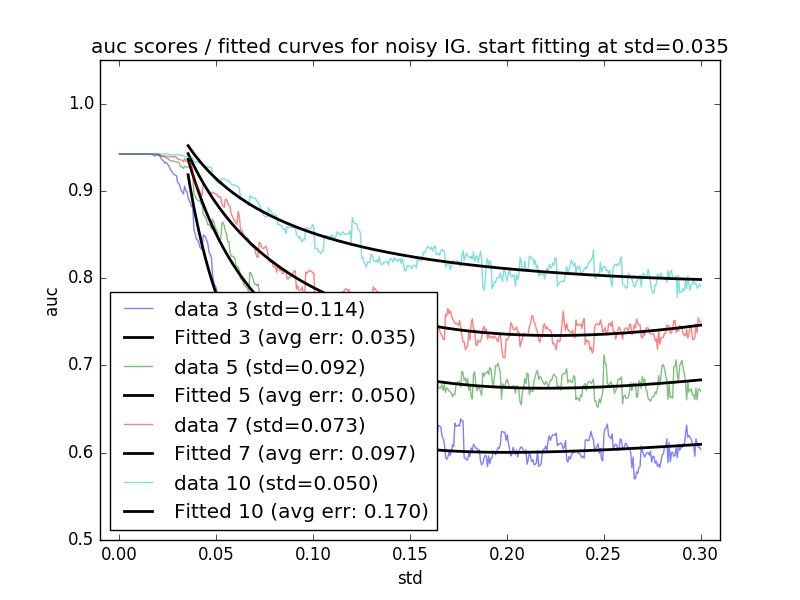 auc scores / fitted curves for noisy IG. start fitting at std=0.035
1.0
0.9
0.8
0.7
0.6
0.5
auc
data 3 (std=0.114)
Fitted 3 (avg err: 0.035)
data 5 (std=0.092)
Fitted 5 (avg err: 0.050)
data 7 (std=0.073)
Fitted 7 (avg err: 0.097)
data 10 (std=0.050)
Fitted 10 (avg err: 0.170)
0.00 0.05 0.10 0.15 0.20 0.25 0.30
std